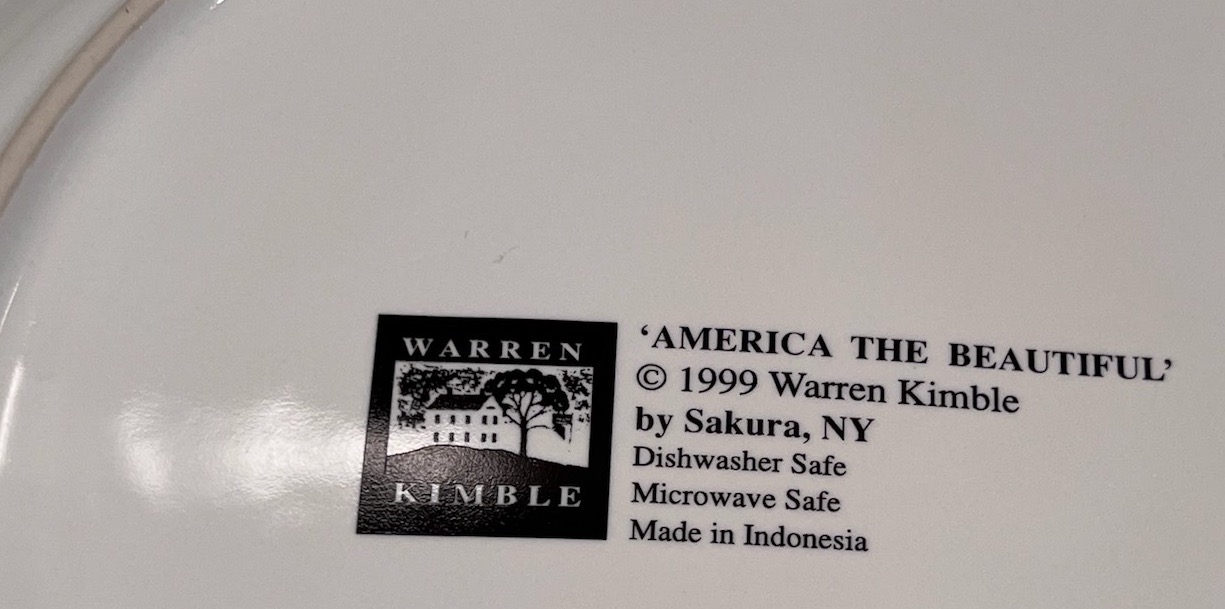 WARREN
KIMBLE
‘AMERICA THE BEAUTIFUL’
© 1999 Warren Kimble
by Sakura, NY
Dishwasher Safe
Microwave Safe
Made in Indonesia